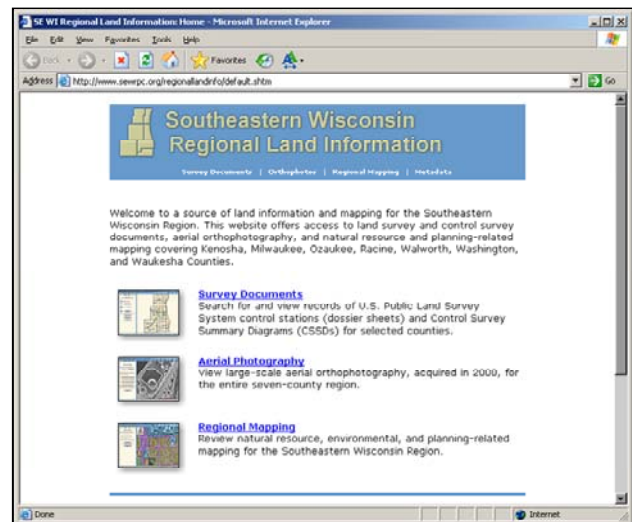 SE WI Regional Land Information: Home - Microsoft Internet Explorer
File Edit View Favorites Tools Help
Back Favorites
Address http://www.sewrpc.org/regionallandinfo/default.shtm Go
Southeastern Wisconsin
Regional Land Information
Survey Documents | Orthophotos | Regional Mapping | Metadata
Welcome to a source of land information and mapping for the Southeastern
Wisconsin Region. This website offers access to land survey and control survey
documents, aerial orthophotography, and natural resource and planning-related
mapping covering Kenosha, Milwaukee, Ozaukee, Racine, Walworth, Washington,
and Waukesha Counties.
Survey Documents
Search for and view records of U.S. Public Land Survey
System control stations (dossier sheets) and Control Survey
Summary Diagrams (CSSDs) for selected counties.
Aerial Photography
View large-scale aerial orthophotography, acquired in 2000, for
the entire seven-county region.
Regional Mapping
Review natural resource, environmental, and planning-related
mapping for the Southeastern Wisconsin Region.
Done Internet